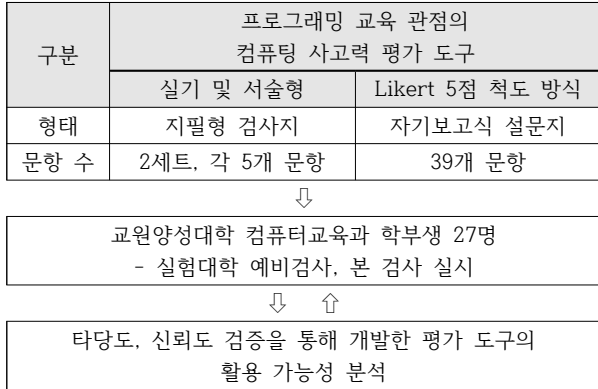 구분
프로그래밍 교육 관점의
컴퓨팅 사고력 평가 도구
실기 및 서술형
Likert 5점 척도 방식
형태
지필형 검사지
자기보고식 설문지
문항 수
2세트, 각 5개 문항
39개 문항
⇩
교원양성대학 컴퓨터교육과 학부생 27명
- 실험대학 예비검사, 본 검사 실시
⇩ ⇧
타당도, 신뢰도 검증을 통해 개발한 평가 도구의
활용 가능성 분석